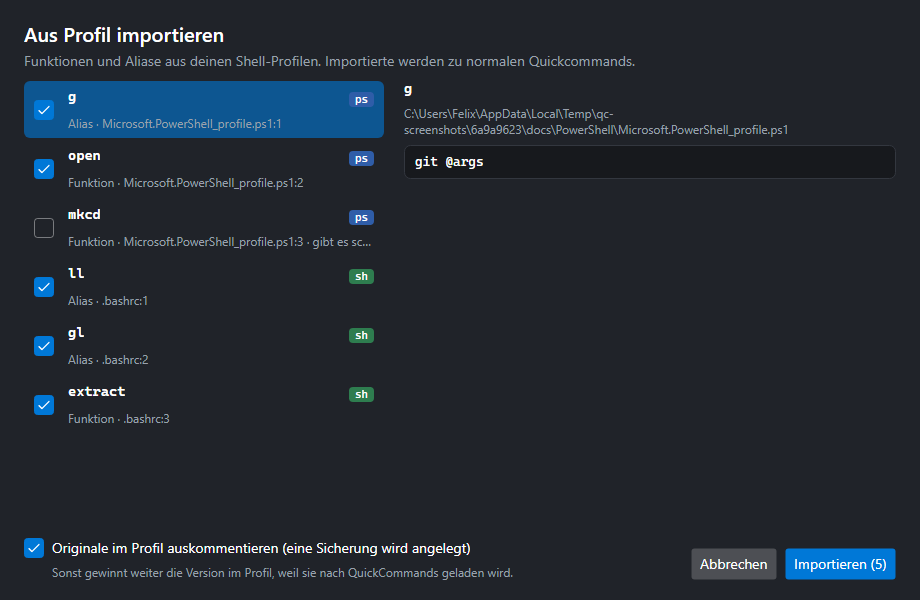 Aus Profil importieren
Funktionen und Aliase aus deinen Shell-Profilen. Importierte werden zu normalen Quickcommands.
g ps
Alias · Microsoft.PowerShell_profile.ps1:1
open ps
Funktion · Microsoft.PowerShell_profile.ps1:2
mkcd ps
Funktion · Microsoft.PowerShell_profile.ps1:3 · gibt es sc...
ll sh
Alias · .bashrc:1
gl sh
Alias · .bashrc:2
extract sh
Funktion · .bashrc:3
g
C:\Users\Felix\AppData\Local\Temp\qc-
screenshots\6a9a9623\docs\PowerShell\Microsoft.PowerShell_profile.ps1
git @args
Originale im Profil auskommentieren (eine Sicherung wird angelegt)
Sonst gewinnt weiter die Version im Profil, weil sie nach QuickCommands geladen wird.
Abbrechen
Importieren (5)